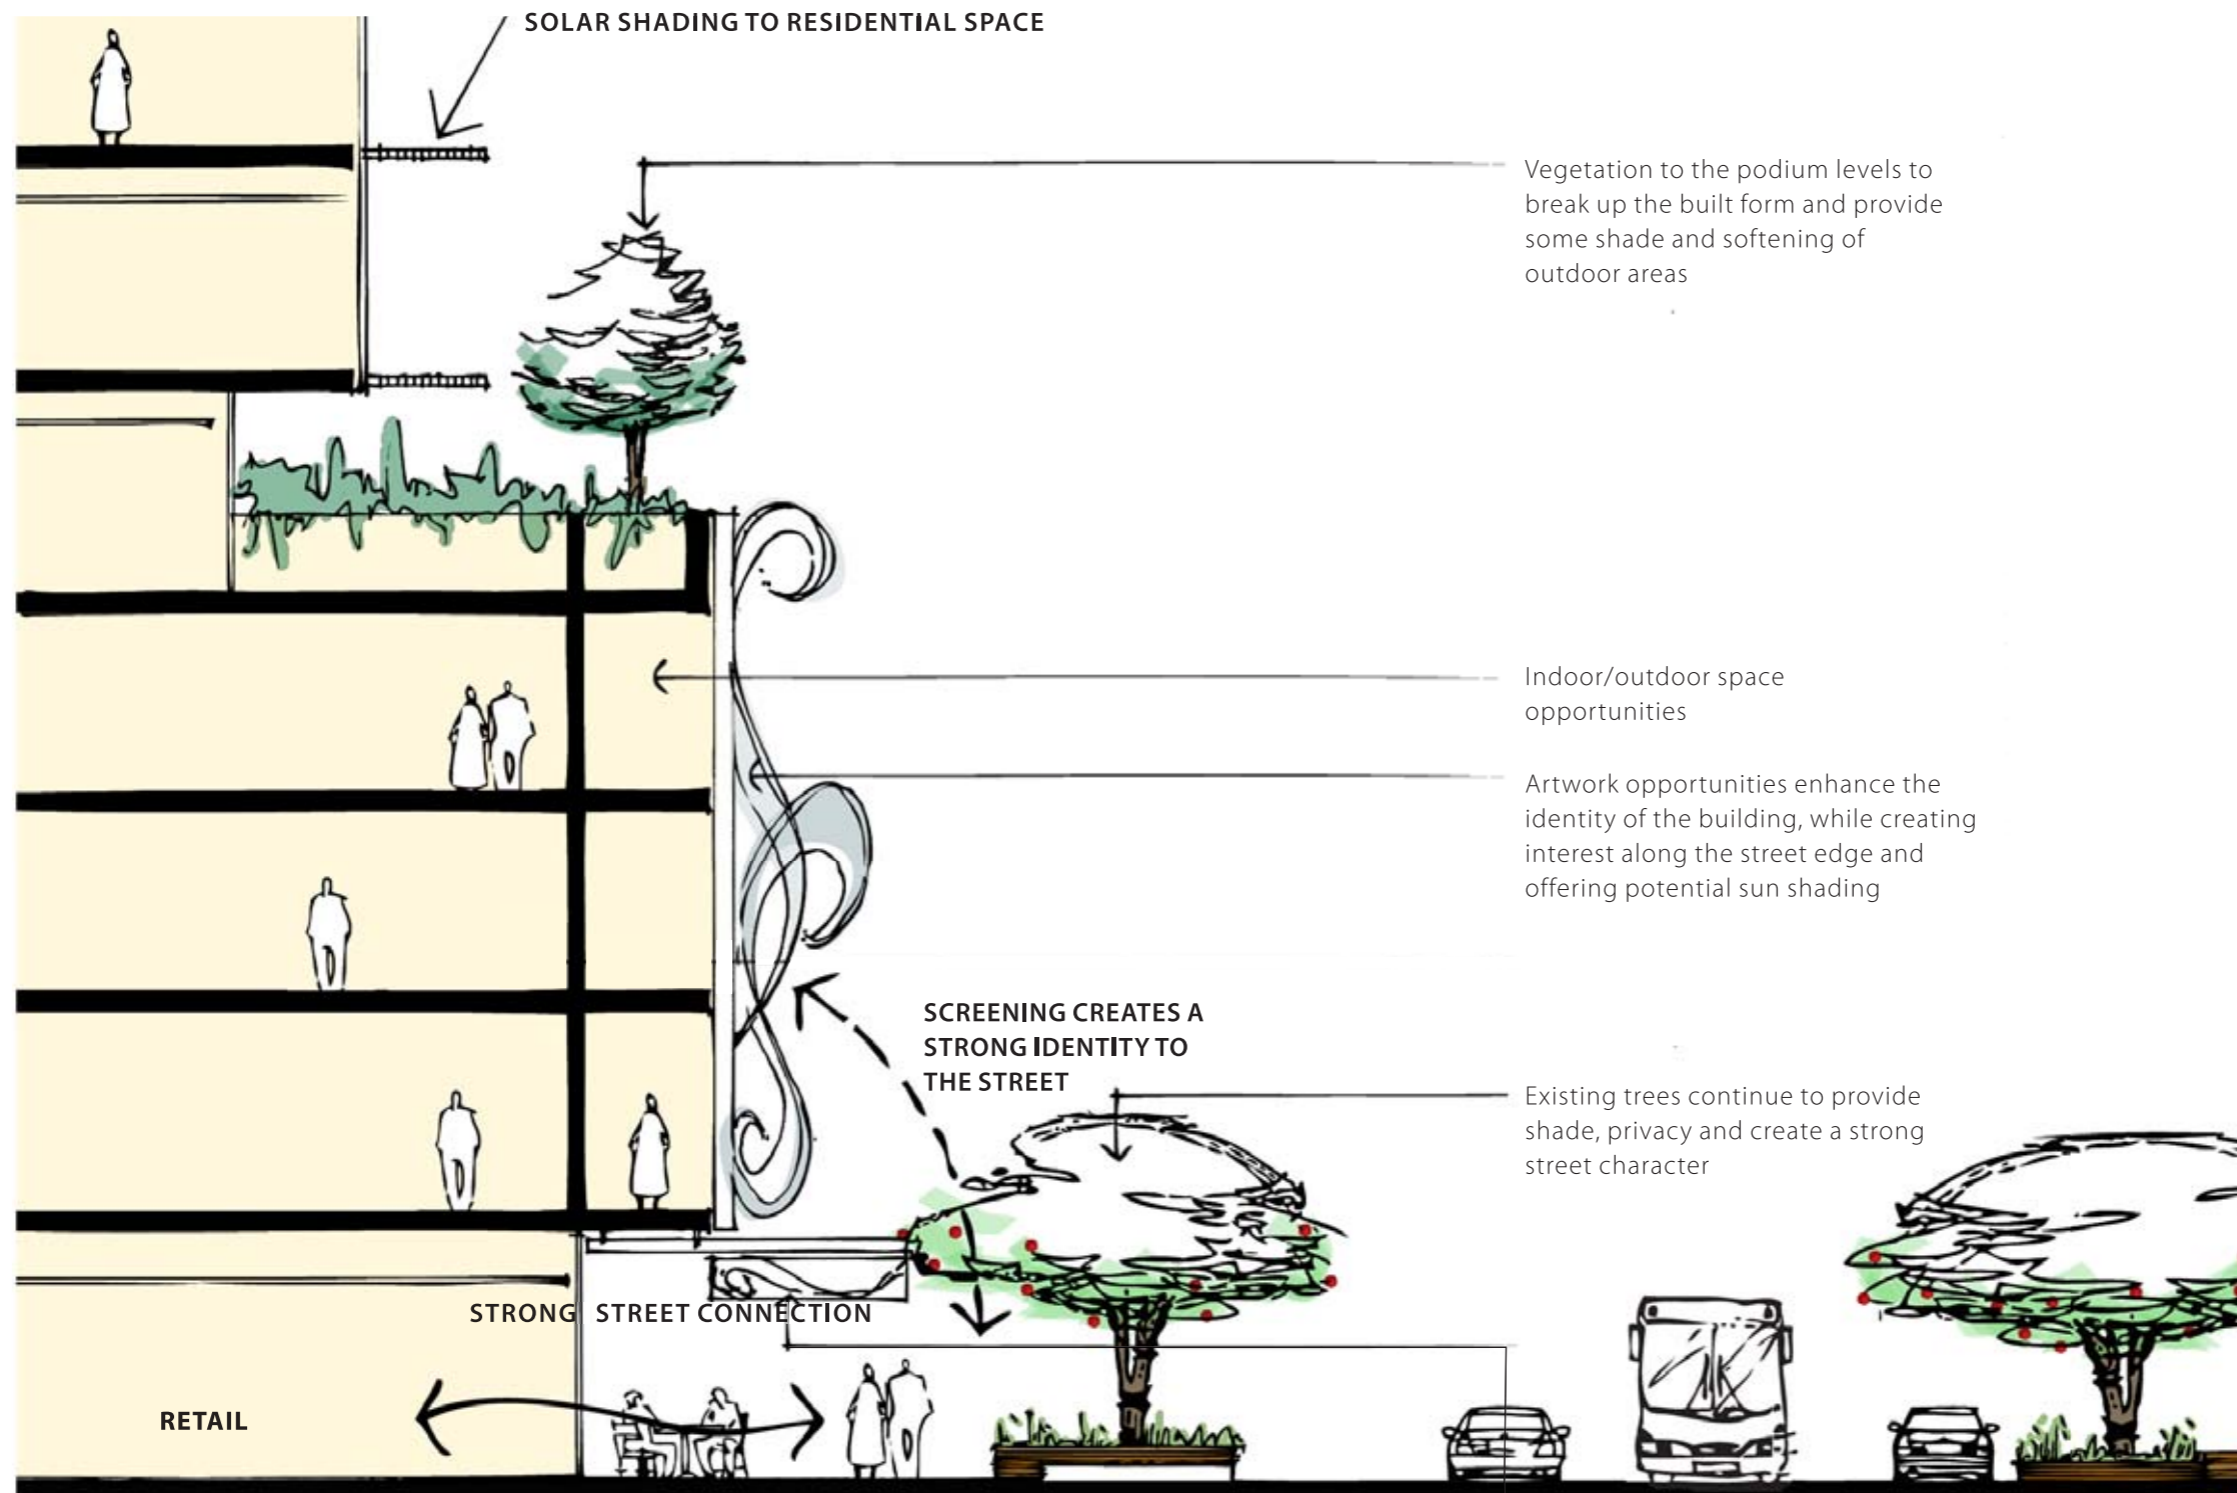 SOLAR SHADING TO RESIDENTIAL SPACE
Vegetation to the podium levels to
break up the built form and provide
some shade and softening of
outdoor areas
Indoor/outdoor space
opportunities
Artwork opportunities enhance the
identity of the building, while creating
interest along the street edge and
offering potential sun shading
SCREENING CREATES A
STRONG IDENTITY TO
THE STREET
Existing trees continue to provide
shade, privacy and create a strong
street character
STRONG STREET CONNECTION
RETAIL